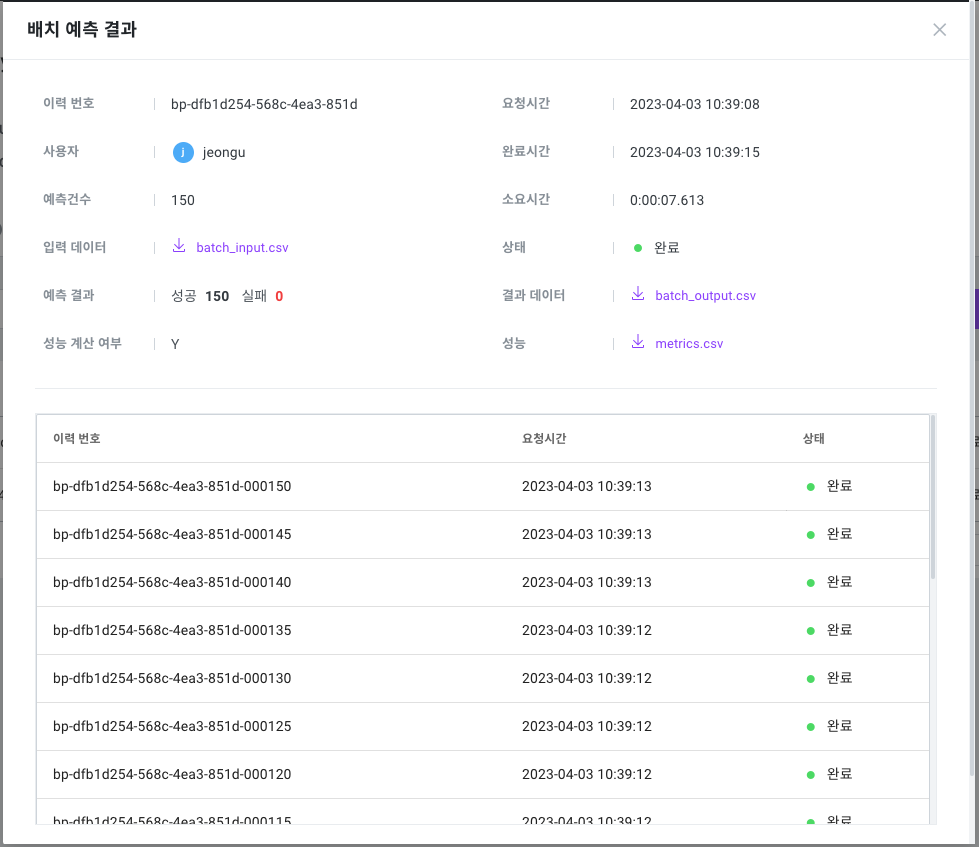 배치 예측 결과
이력 번호 bp-dfb1d254-568c-4ea3-851d 요청시간 2023-04-03 10:39:08
사용자 j jeongu 완료시간 2023-04-03 10:39:15
예측건수 150 소요시간 0:00:07.613
입력 데이터 batch_input.csv 상태 완료
예측 결과 성공 150 실패 0 결과 데이터 batch_output.csv
성능 계산 여부 Y 성능 metrics.csv
이력 번호 요청시간 상태
bp-dfb1d254-568c-4ea3-851d-000150 2023-04-03 10:39:13 완료
bp-dfb1d254-568c-4ea3-851d-000145 2023-04-03 10:39:13 완료
bp-dfb1d254-568c-4ea3-851d-000140 2023-04-03 10:39:13 완료
bp-dfb1d254-568c-4ea3-851d-000135 2023-04-03 10:39:12 완료
bp-dfb1d254-568c-4ea3-851d-000130 2023-04-03 10:39:12 완료
bp-dfb1d254-568c-4ea3-851d-000125 2023-04-03 10:39:12 완료
bp-dfb1d254-568c-4ea3-851d-000120 2023-04-03 10:39:12 완료
bp-dfb1d254-568c-4ea3-851d-000115 2023-04-03 10:39:12 완료